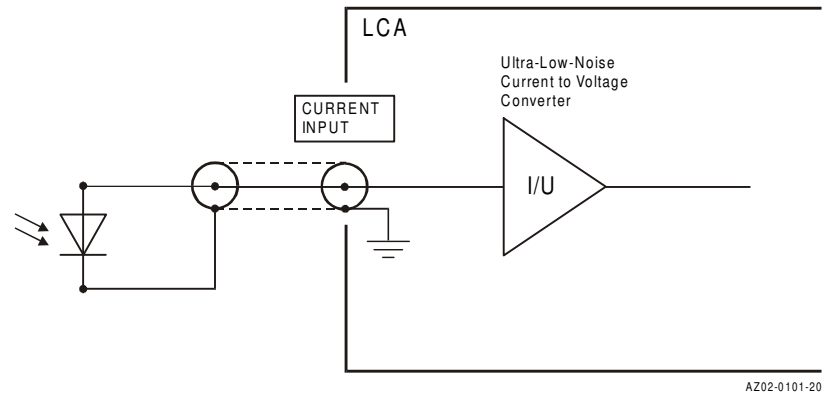 LCA
Ultra-Low-Noise
Current to Voltage
Converter
CURRENT
INPUT
I/U
AZ02-0101-20